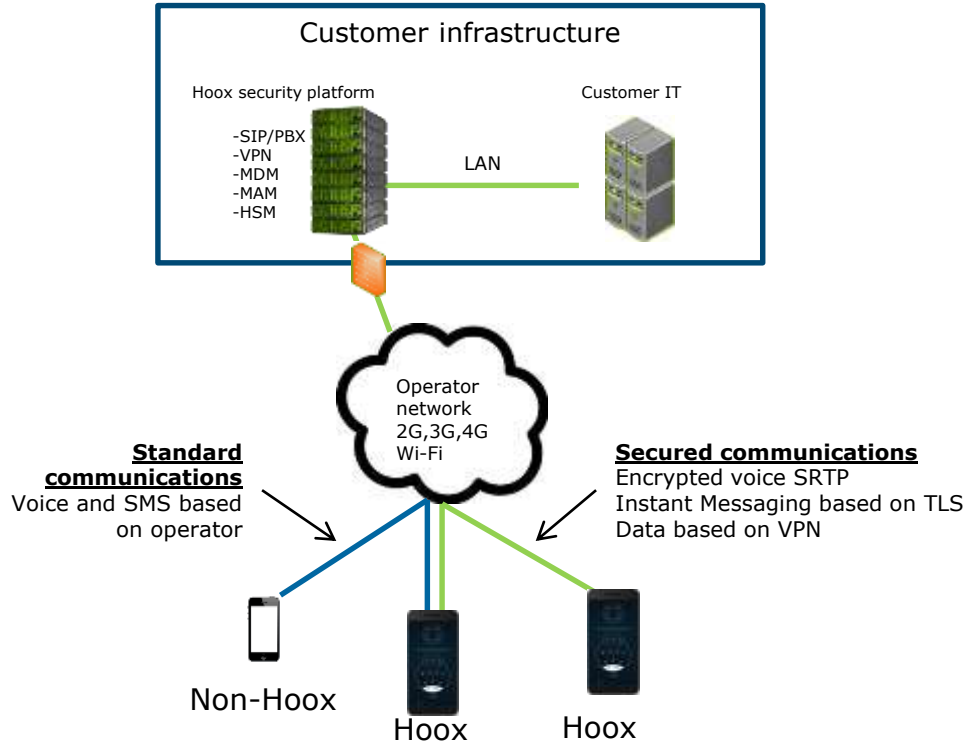 Customer infrastructure
Hoox security platform
Customer IT
-SIP/PBX
-VPN
-MDM
-MAM
-HSM
LAN
Operator
network
2G,3G,4G
Wi-Fi
Standard
communications
Voice and SMS based
on operator
Secured communications
Encrypted voice SRTP
Instant Messaging based on TLS
Data based on VPN
Non-Hoox
Hoox
Hoox